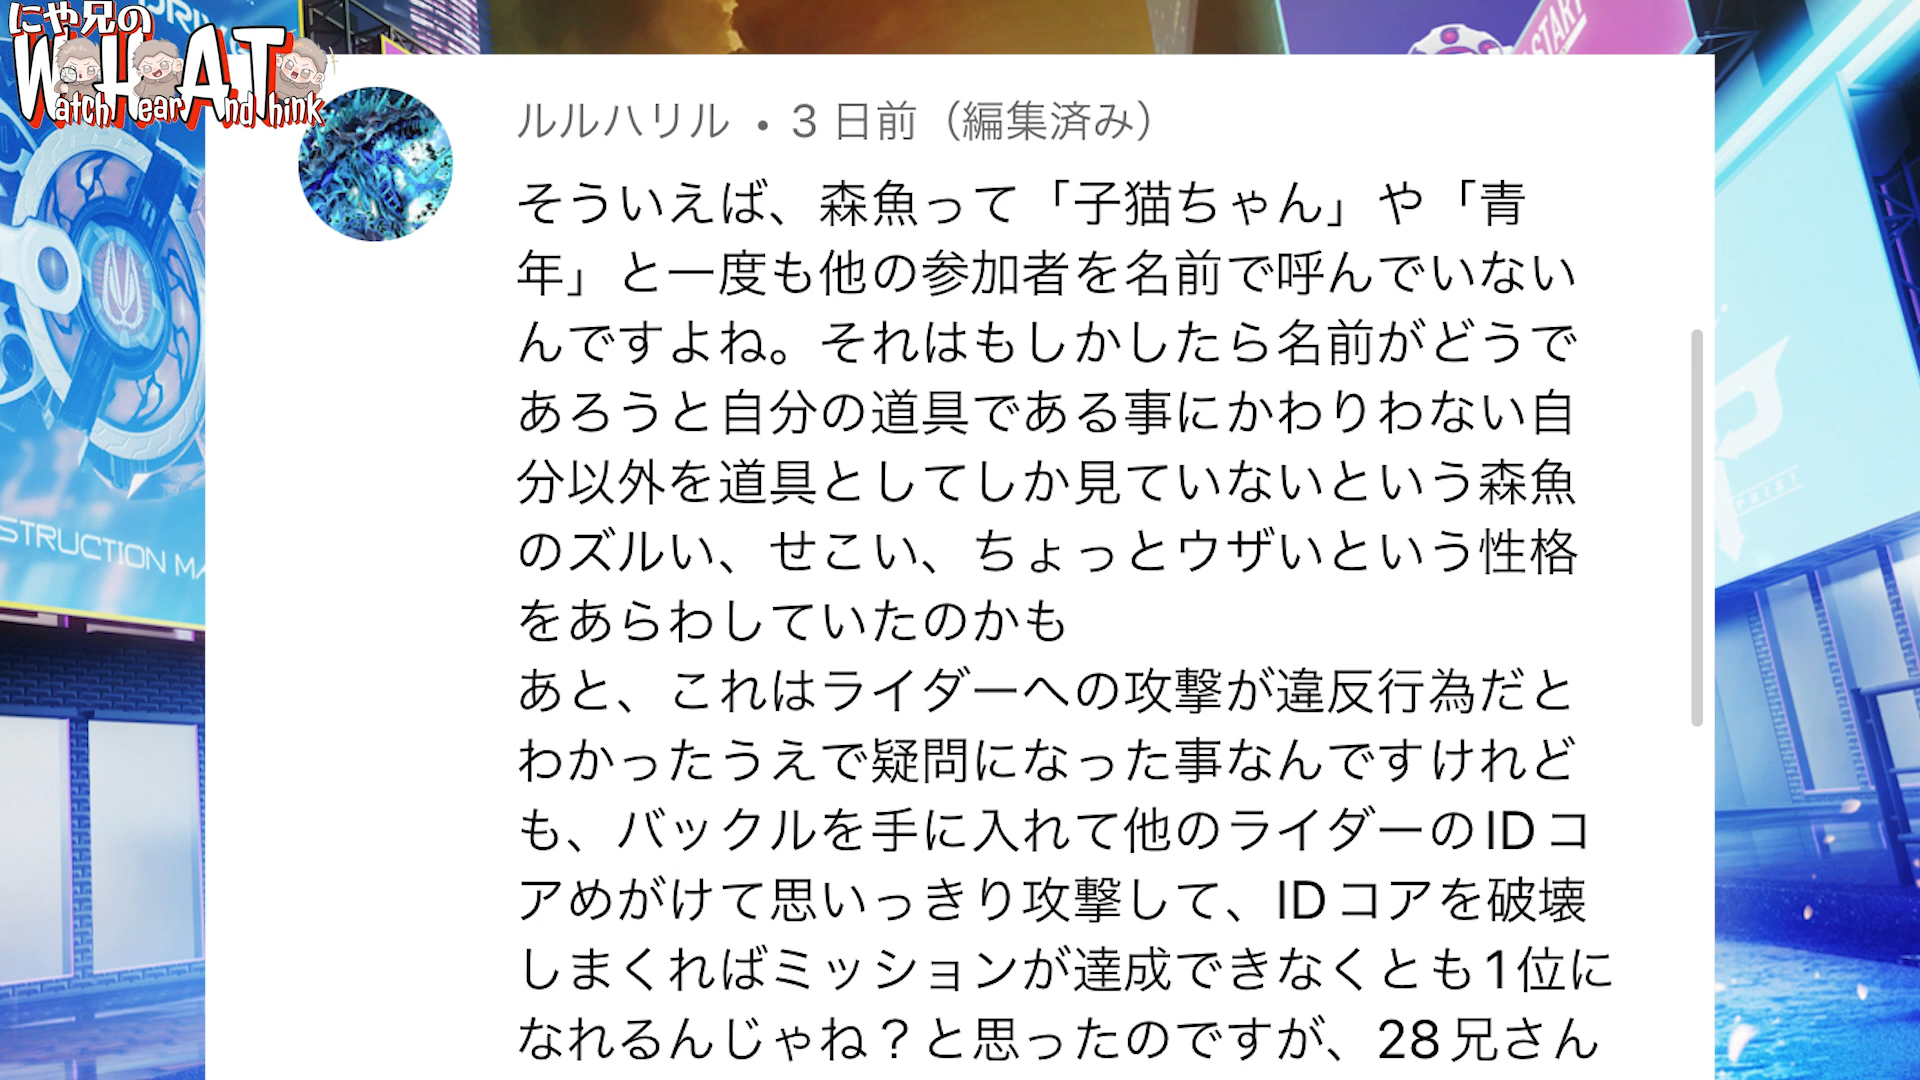 にや兄の
WHAT
Watch Hear And Think
START
STRUCTION MA
ルルハリル • 3 日前（編集済み）
そういえば、森魚って「子猫ちゃん」や「青
年」と一度も他の参加者を名前で呼んでいない
んですよね。それはもしかしたら名前がどうで
あろうと自分の道具である事にかわりわない自
分以外を道具としてしか見ていないという森魚
のズルい、せこい、ちょっとウザいという性格
をあらわしていたのかも
あと、これはライダーへの攻撃が違反行為だと
わかったうえで疑問になった事なんですけれど
も、バックルを手に入れて他のライダーのIDコ
アめがけて思いっきり攻撃して、IDコアを破壊
しまくればミッションが達成できなくとも1位に
なれるんじゃね？と思ったのですが、28兄さん